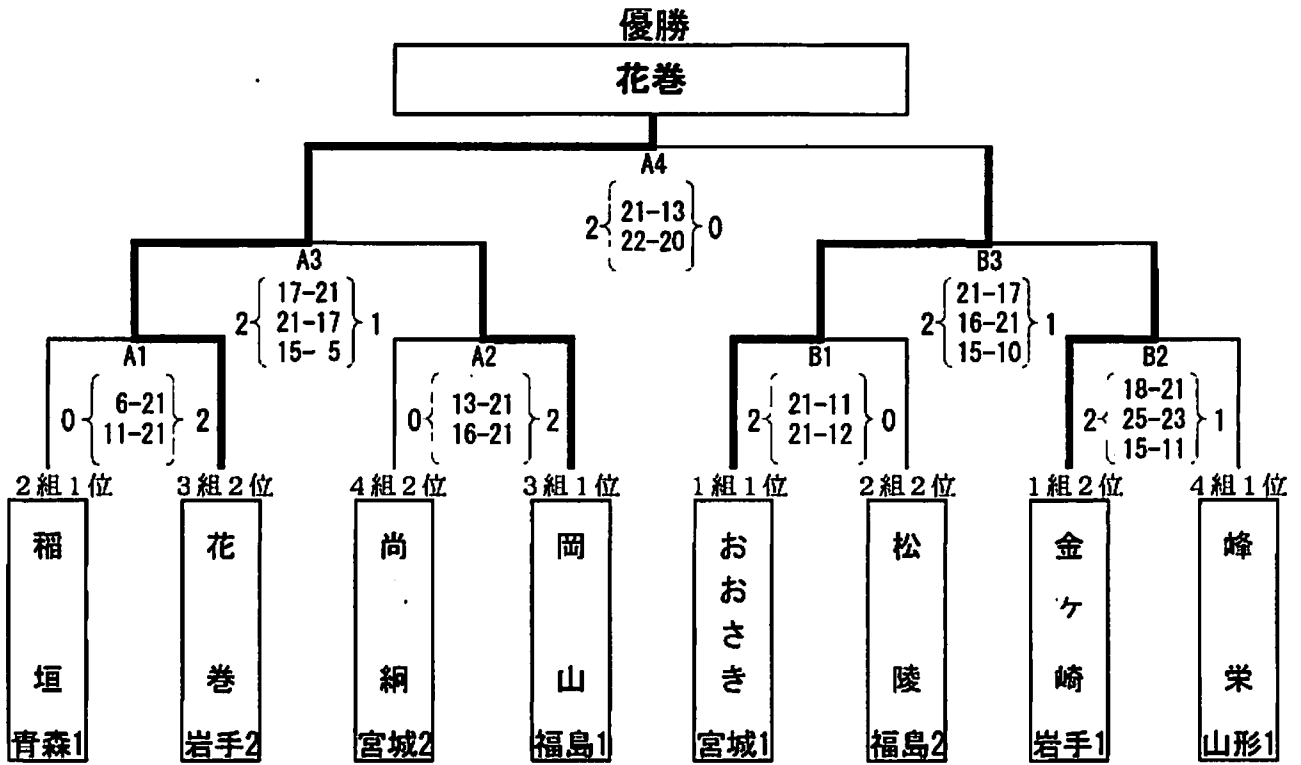 優勝
花巻
A4
2 21-13 0
22-20
A3
17-21
2 21-17 1
15- 5
B3
21-17
2 16-21 1
15-10
A1
0 6-21 2
11-21
A2
0 13-21 2
16-21
B1
2 21-11 0
21-12
B2
18-21
2 25-23 1
15-11
2組1位 3組2位 4組2位 3組1位 1組1位 2組2位 1組2位 4組1位
稲垣
青森1
花巻
岩手2
尚絅
宮城2
岡山
福島1
おおさき
宮城1
松陵
福島2
金ケ崎
岩手1
峰栄
山形1